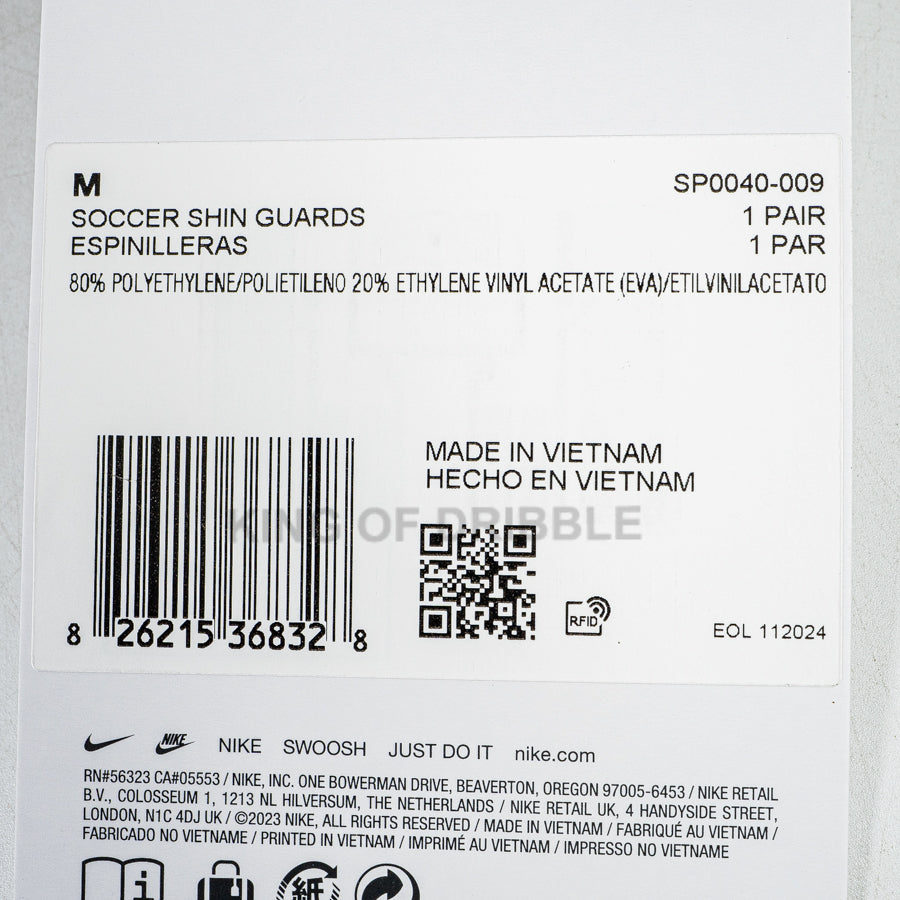 M
SP0040-009
SOCCER SHIN GUARDS
1 PAIR
ESPINILLERAS
1 PAR
80% POLYETHYLENE/POLIETILENO 20% ETHYLENE VINYL ACETATE (EVA)/ETILVINILACETATO
MADE IN VIETNAM
HECHO EN VIETNAM
KING OF DRIBBLE
RFID
8 26215 36832 8
EOL 112024
NIKE NIKE SWOOSH JUST DO IT nike.com
RN#56323 CA#05553 / NIKE, INC. ONE BOWERMAN DRIVE, BEAVERTON, OREGON 97005-6453 / NIKE RETAIL
B.V., COLOSSEUM 1, 1213 NL HILVERSUM, THE NETHERLANDS / NIKE RETAIL UK, 4 HANDYSIDE STREET,
LONDON, N1C 4DJ UK / ©2023 NIKE, ALL RIGHTS RESERVED / MADE IN VIETNAM / FABRIQUÉ AU VIETNAM /
FABRICADO NO VIETNAME / PRINTED IN VIETNAM / IMPRIMÉ AU VIETNAM / IMPRESSO NO VIETNAME
i
紙